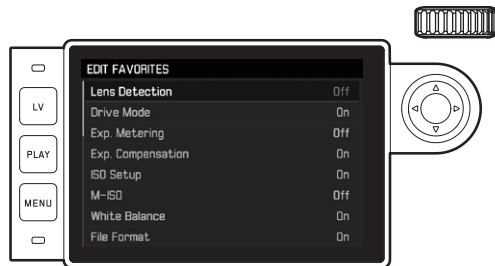 EDIT FAVORITES
Lens Detection Off
Drive Mode On
Exp. Metering Off
Exp. Compensation On
ISO Setup On
M-ISO Off
White Balance On
File Format On
LV
PLAY
MENU